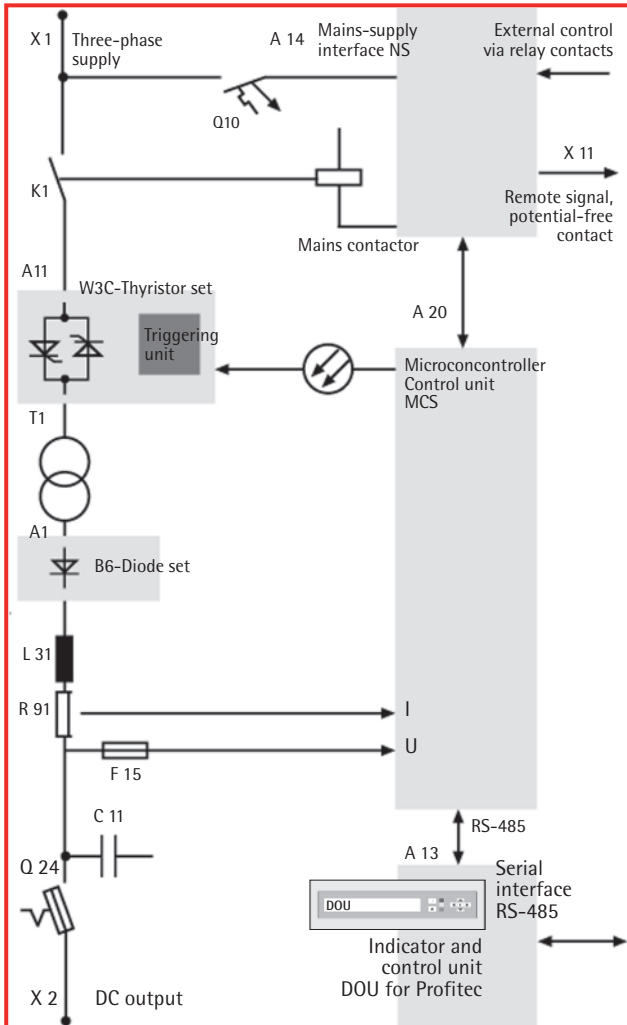 X 1
Three-phase
supply
A 14
Mains-supply
interface NS
External control
via relay contacts
Q10
X 11
K1
Remote signal,
potential-free
contact
Mains contactor
A11
W3C-Thyristor set
A 20
Triggering
unit
Microconcontroller
Control unit
MCS
T1
A1
B6-Diode set
L 31
R 91
I
U
F 15
C 11
RS-485
A 13
Q 24
Serial
interface
RS-485
DOU
Indicator and
control unit
DOU for Profitec
X 2
DC output